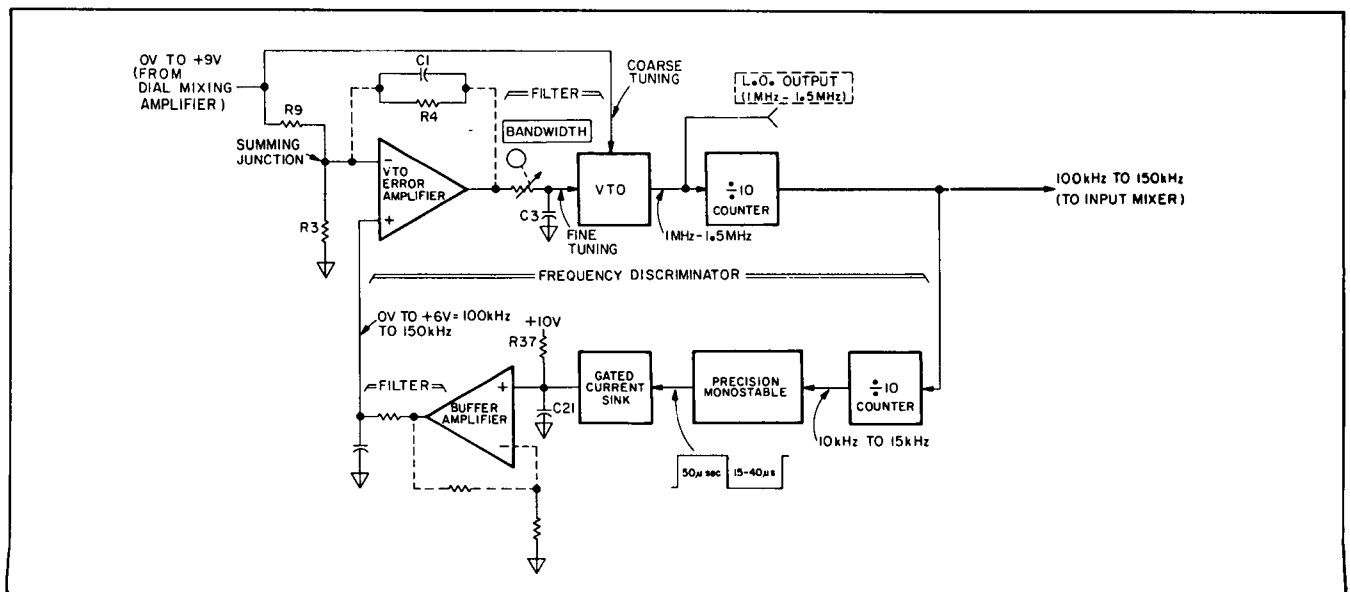 0V TO +9V
(FROM
DIAL MIXING
AMPLIFIER)
R9
SUMMING
JUNCTION
R3
C1
R4
FILTER
BANDWIDTH
COARSE
TUNING
L.O. OUTPUT
(1MHz - 1.5MHz)
-
VTO
ERROR
AMPLIFIER
+
C3
FINE
TUNING
VTO
1MHz-1.5MHz
÷10
COUNTER
100kHz TO 150kHz
(TO INPUT MIXER)
FREQUENCY DISCRIMINATOR
0V TO +6V=100kHz
TO 150kHz
FILTER
+10V
R37
BUFFER
AMPLIFIER
+
-
C21
GATED
CURRENT
SINK
PRECISION
MONOSTABLE
÷10
COUNTER
10kHz TO 15kHz
50µsec 15-40µs